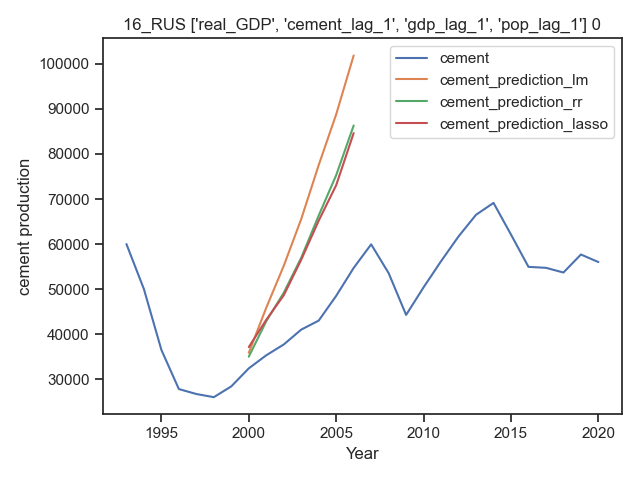 16_RUS ['real_GDP', 'cement_lag_1', 'gdp_lag_1', 'pop_lag_1'] 0
cement
cement_prediction_lm
cement_prediction_rr
cement_prediction_lasso
100000
90000
80000
70000
60000
50000
40000
30000
cement production
1995
2000
2005
2010
2015
2020
Year